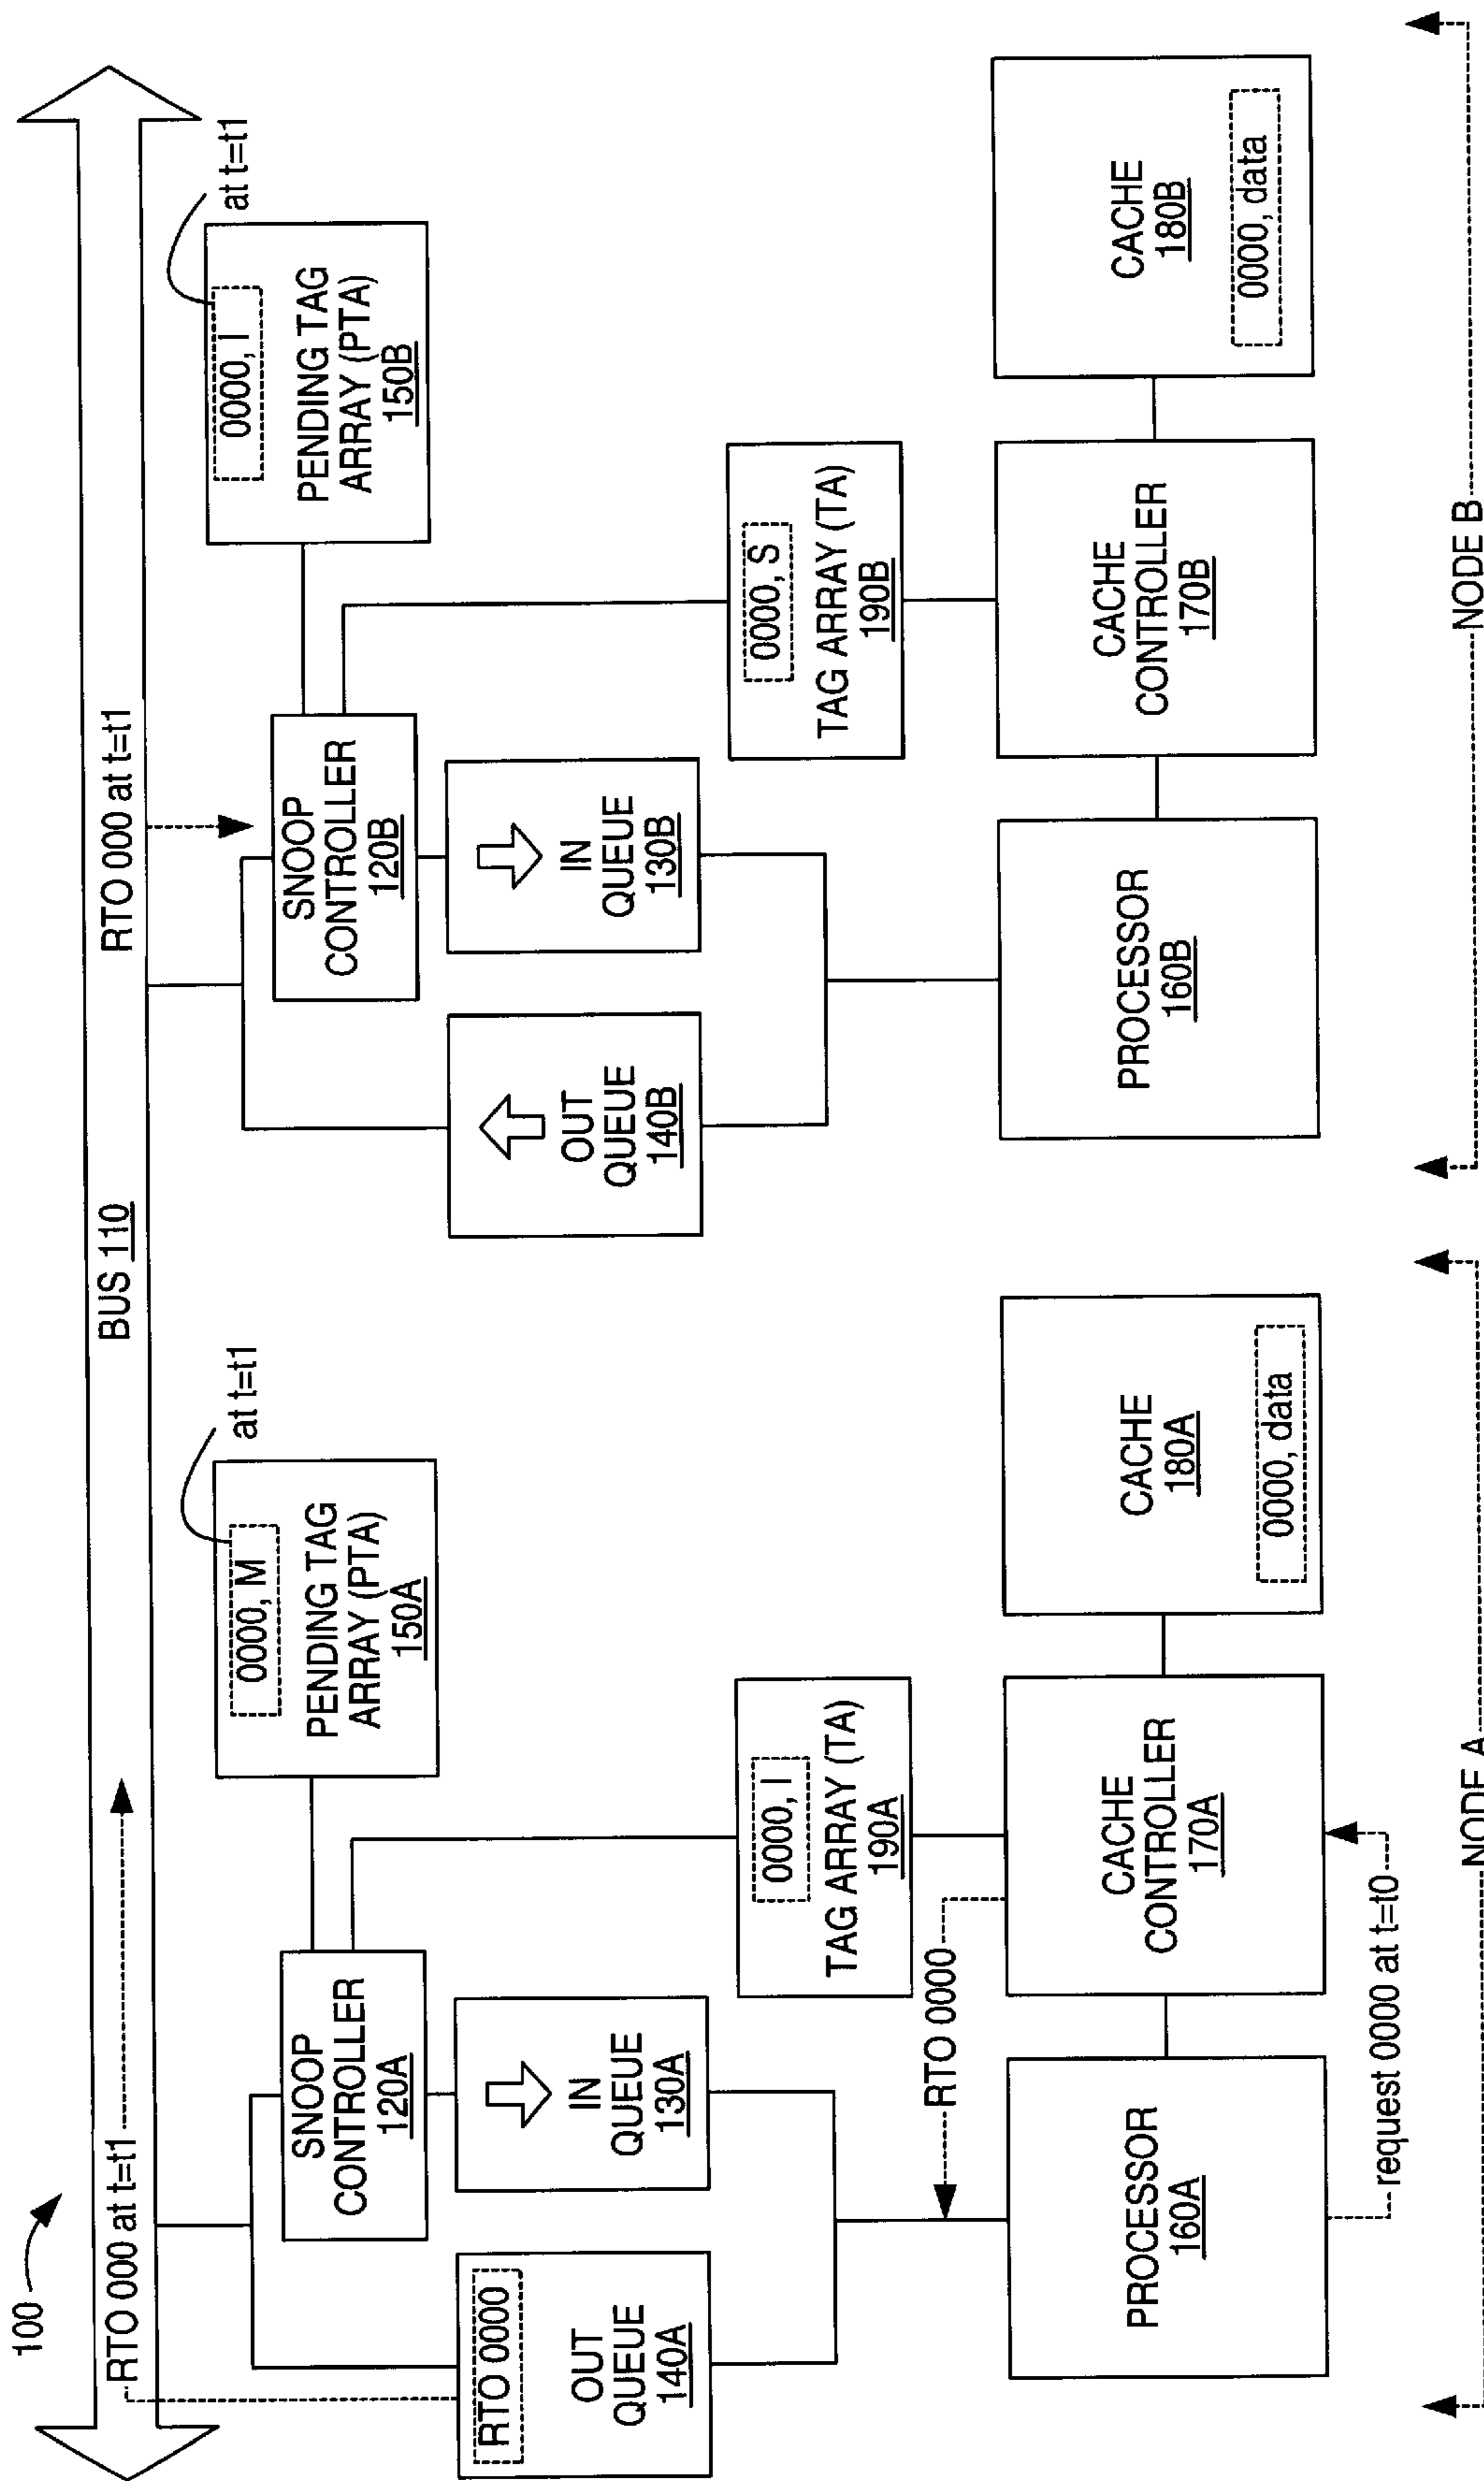 100
RTO 000 at t=t1
BUS 110
RTO 000 at t=t1
0000, M
at t=t1
PENDING TAG
ARRAY (PTA)
150A
SNOOP
CONTROLLER
120A
RTO 0000
OUT
QUEUE
140A
IN
QUEUE
130A
0000, I
TAG ARRAY (TA)
190A
RTO 0000
PROCESSOR
160A
CACHE
CONTROLLER
170A
CACHE
180A
0000, data
request 0000 at t=t0
NODE A
0000, I
at t=t1
PENDING TAG
ARRAY (PTA)
150B
SNOOP
CONTROLLER
120B
OUT
QUEUE
140B
IN
QUEUE
130B
0000, S
TAG ARRAY (TA)
190B
PROCESSOR
160B
CACHE
CONTROLLER
170B
CACHE
180B
0000, data
NODE B